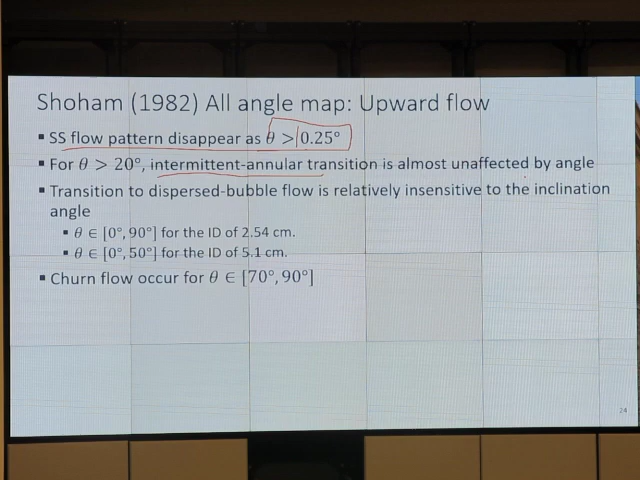 Shoham (1982) All angle map: Upward flow
▪ SS flow pattern disappear as θ > 0.25°
▪ For θ > 20°, intermittent-annular transition is almost unaffected by angle
▪ Transition to dispersed-bubble flow is relatively insensitive to the inclination
angle
▪ θ ∈ [0°, 90°] for the ID of 2.54 cm.
▪ θ ∈ [0°, 50°] for the ID of 5.1 cm.
▪ Churn flow occur for θ ∈ [70°, 90°]
24